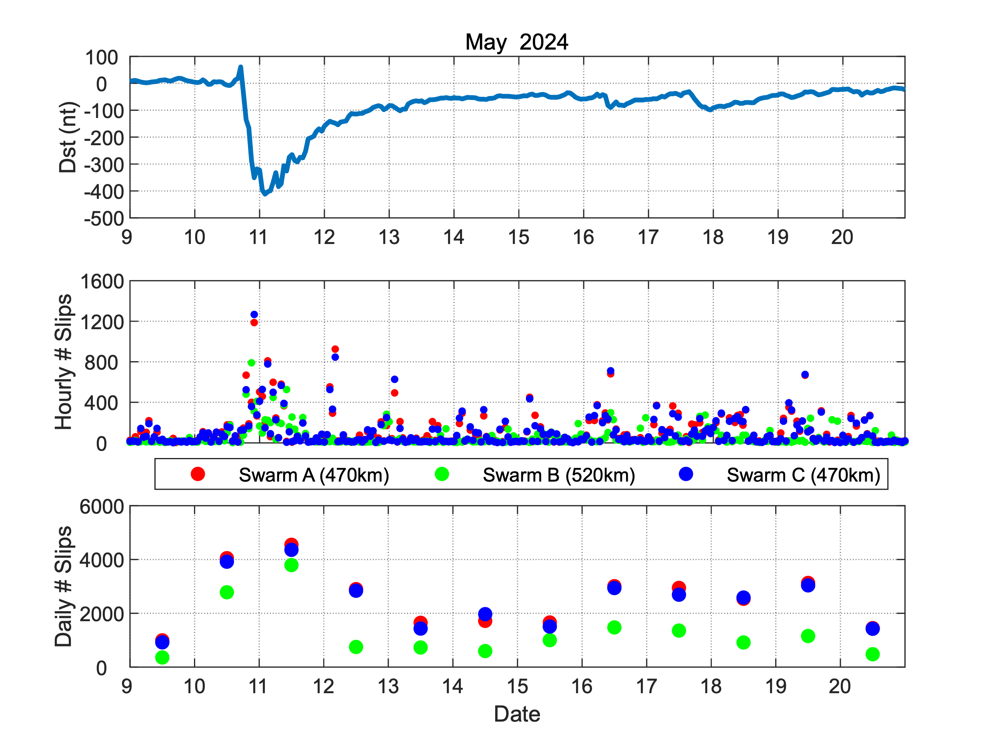 May 2024
100
0
-100
-200
-300
-400
-500
Dst (nt)
9 10 11 12 13 14 15 16 17 18 19 20
1600
1200
800
400
0
Hourly # Slips
Swarm A (470km) Swarm B (520km) Swarm C (470km)
6000
4000
2000
0
Daily # Slips
9 10 11 12 13 14 15 16 17 18 19 20
Date